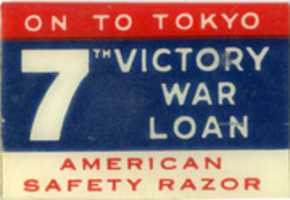 ON TO TOKYO
7TH VICTORY
WAR
LOAN
AMERICAN
SAFETY RAZOR